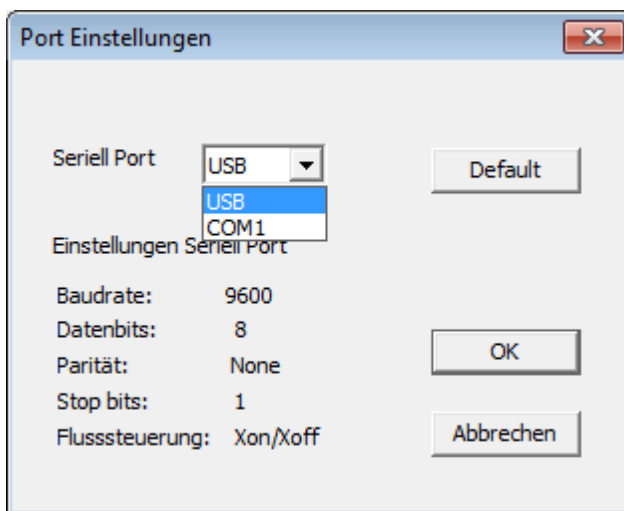 Port Einstellungen
Seriell Port USB Default
USB
COM1
Einstellungen Seriell Port
Baudrate: 9600
Datenbits: 8
Parität: None
OK
Stop bits: 1
Flusssteuerung: Xon/Xoff
Abbrechen